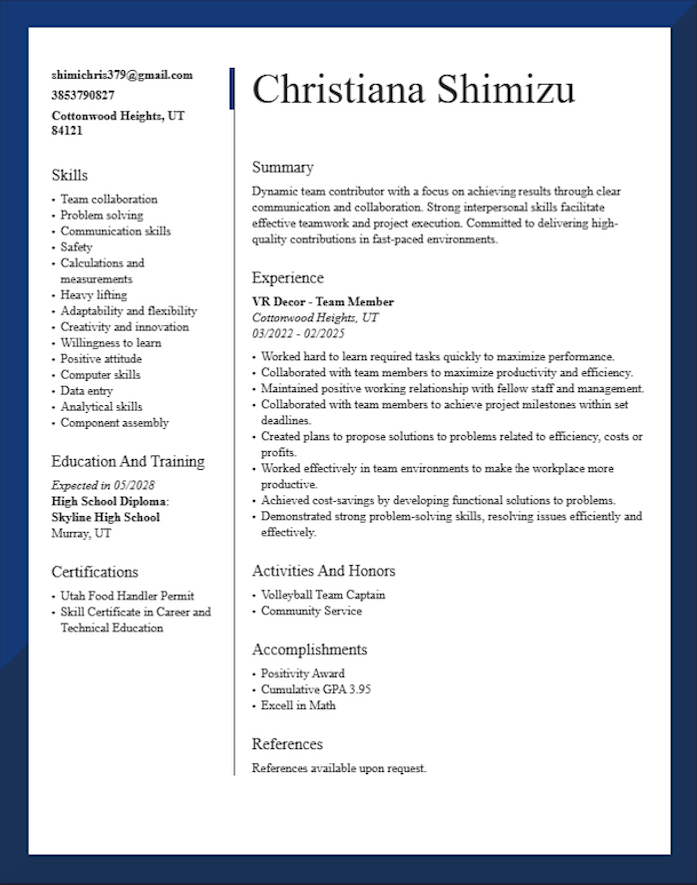 shimichris379@gmail.com
3853790827
Cottonwood Heights, UT
84121
Skills
• Team collaboration
• Problem solving
• Communication skills
• Safety
• Calculations and
measurements
• Heavy lifting
• Adaptability and flexibility
• Creativity and innovation
• Willingness to learn
• Positive attitude
• Computer skills
• Data entry
• Analytical skills
• Component assembly
Education And Training
Expected in 05/2028
High School Diploma:
Skyline High School
Murray, UT
Certifications
• Utah Food Handler Permit
• Skill Certificate in Career and
Technical Education
Christiana Shimizu
Summary
Dynamic team contributor with a focus on achieving results through clear
communication and collaboration. Strong interpersonal skills facilitate
effective teamwork and project execution. Committed to delivering high-
quality contributions in fast-paced environments.
Experience
VR Decor - Team Member
Cottonwood Heights, UT
03/2022 - 02/2025
• Worked hard to learn required tasks quickly to maximize performance.
• Collaborated with team members to maximize productivity and efficiency.
• Maintained positive working relationship with fellow staff and management.
• Collaborated with team members to achieve project milestones within set
deadlines.
• Created plans to propose solutions to problems related to efficiency, costs or
profits.
• Worked effectively in team environments to make the workplace more
productive.
• Achieved cost-savings by developing functional solutions to problems.
• Demonstrated strong problem-solving skills, resolving issues efficiently and
effectively.
Activities And Honors
• Volleyball Team Captain
• Community Service
Accomplishments
• Positivity Award
• Cumulative GPA 3.95
• Excell in Math
References
References available upon request.